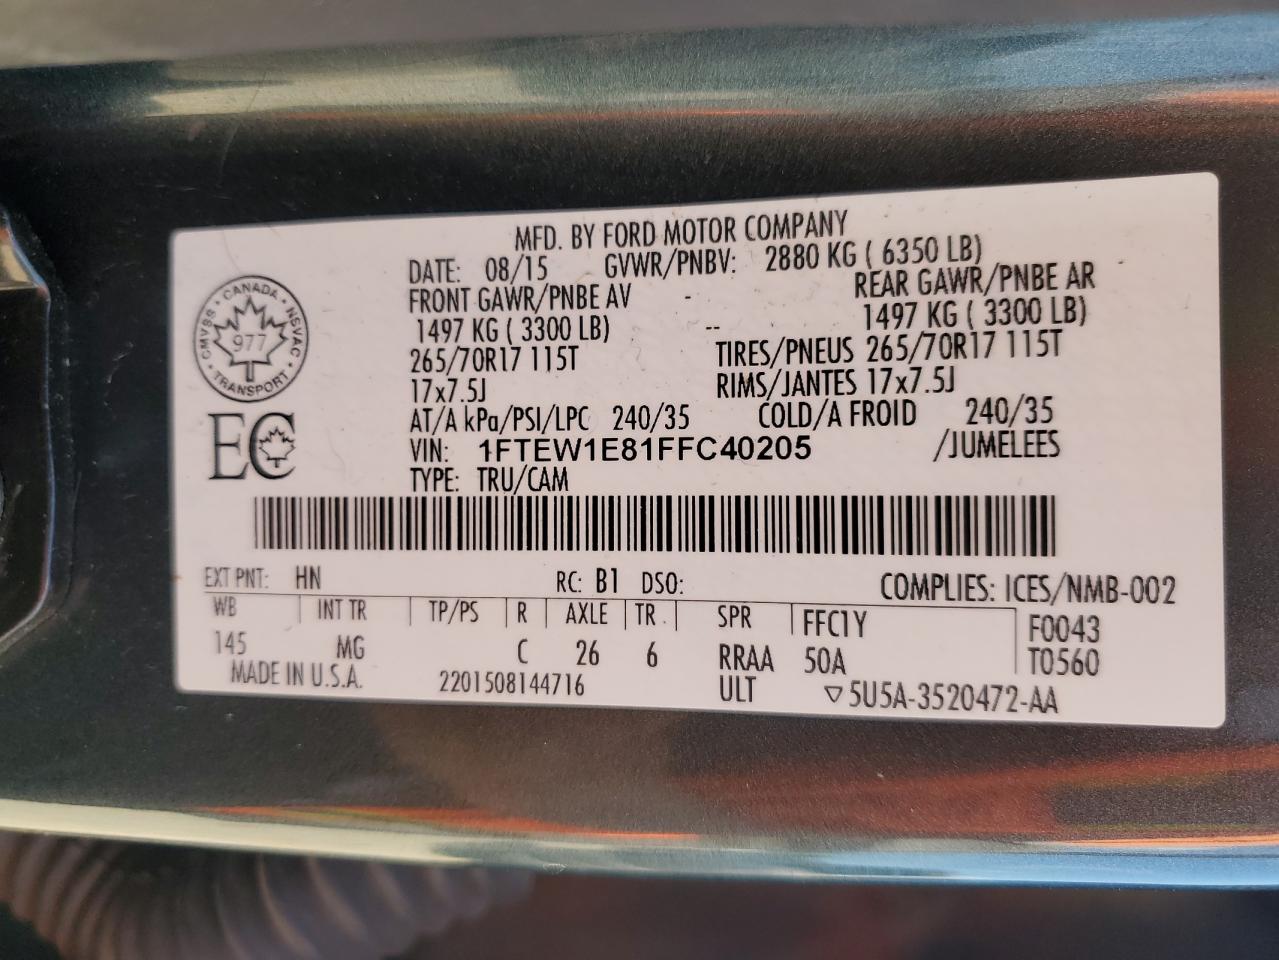 MFD. BY FORD MOTOR COMPANY
DATE: 08/15 GVWR/PNBV: 2880 KG ( 6350 LB)
FRONT GAWR/PNBE AV - REAR GAWR/PNBE AR
1497 KG ( 3300 LB) -- 1497 KG ( 3300 LB)
265/70R17 115T TIRES/PNEUS 265/70R17 115T
17x7.5J RIMS/JANTES 17x7.5J
AT/A kPa/PSI/LPC 240/35 COLD/A FROID 240/35
VIN: 1FTEW1E81FFC40205 /JUMELEES
TYPE: TRU/CAM
CANADA
CMVSS NSVAC
977
TRANSPORT
EC
EXT PNT: HN RC: B1 DSO: COMPLIES: ICES/NMB-002
WB INT TR TP/PS R AXLE TR SPR FFC1Y F0043
145 MG C 26 6 RRAA 50A T0560
MADE IN U.S.A. 2201508144716 ULT ▽5U5A-3520472-AA